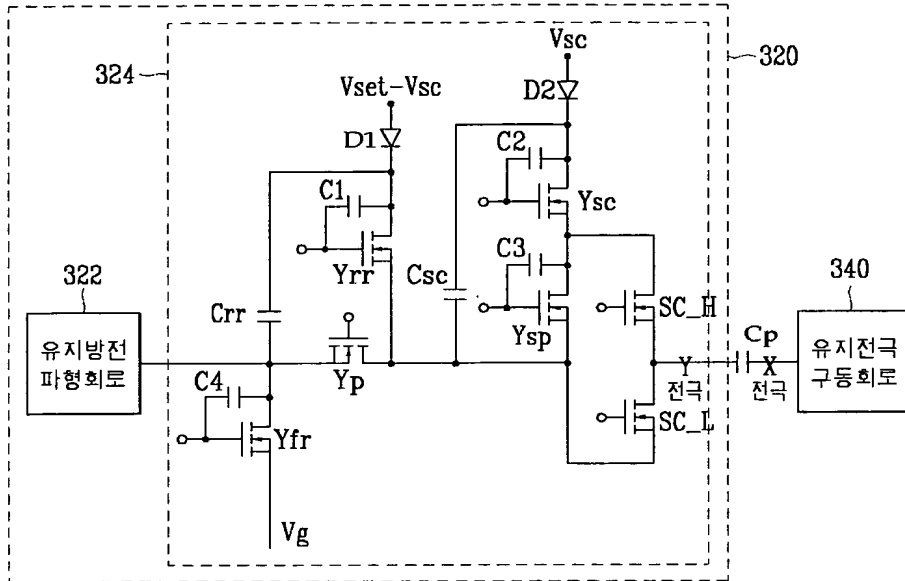 Vsc
324
320
Vset-Vsc
D2
D1
C2
C1
Ysc
322
C3
340
Yrr
Csc
SC_H
Crr
Ysp
Cp
유지방전
파형회로
Yp
Y
전극
X
전극
유지전극
구동회로
C4
SC_L
Yfr
Vg